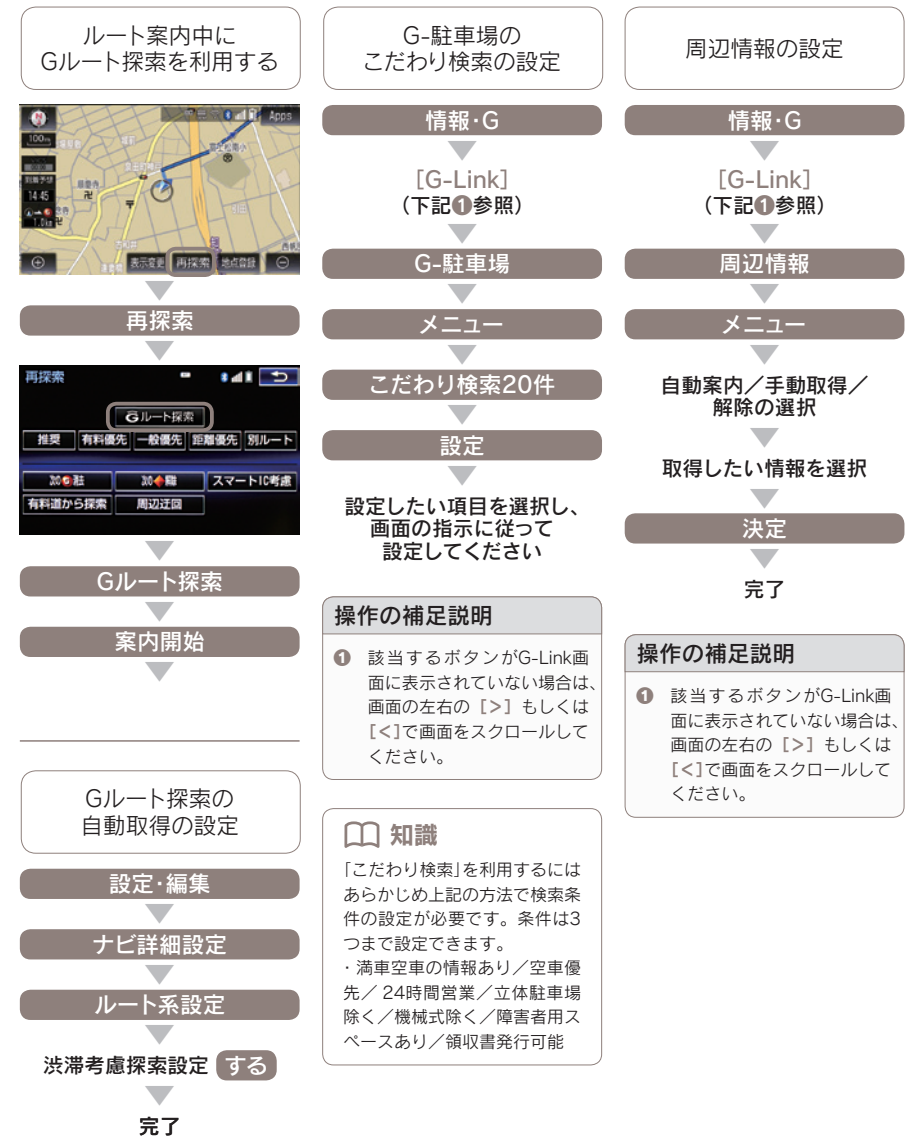 ルート案内中に
Gルート探索を利用する
Apps
100m
到着予想
14:45
1.0km
表示変更
再探索
地点登録
再探索
再探索
Gルート探索
推奨
有料優先
一般優先
距離優先
別ルート
スマートIC考慮
有料道から探索
周辺迂回
Gルート探索
案内開始
Gルート探索の
自動取得の設定
設定・編集
ナビ詳細設定
ルート系設定
渋滞考慮探索設定 する
完了
G-駐車場の
こだわり検索の設定
情報・G
[G-Link]
(下記❶参照)
G-駐車場
メニュー
こだわり検索20件
設定
設定したい項目を選択し、
画面の指示に従って
設定してください
操作の補足説明
❶ 該当するボタンがG-Link画
面に表示されていない場合は、
画面の左右の [>] もしくは
[<]で画面をスクロールして
ください。
知識
「こだわり検索」を利用するには
あらかじめ上記の方法で検索条
件の設定が必要です。条件は3
つまで設定できます。
・満車空車の情報あり／空車優
先／ 24時間営業／立体駐車場
除く／機械式除く／障害者用ス
ペースあり／領収書発行可能
周辺情報の設定
情報・G
[G-Link]
(下記❶参照)
周辺情報
メニュー
自動案内／手動取得／
解除の選択
取得したい情報を選択
決定
完了
操作の補足説明
❶ 該当するボタンがG-Link画
面に表示されていない場合は、
画面の左右の [>] もしくは
[<]で画面をスクロールして
ください。